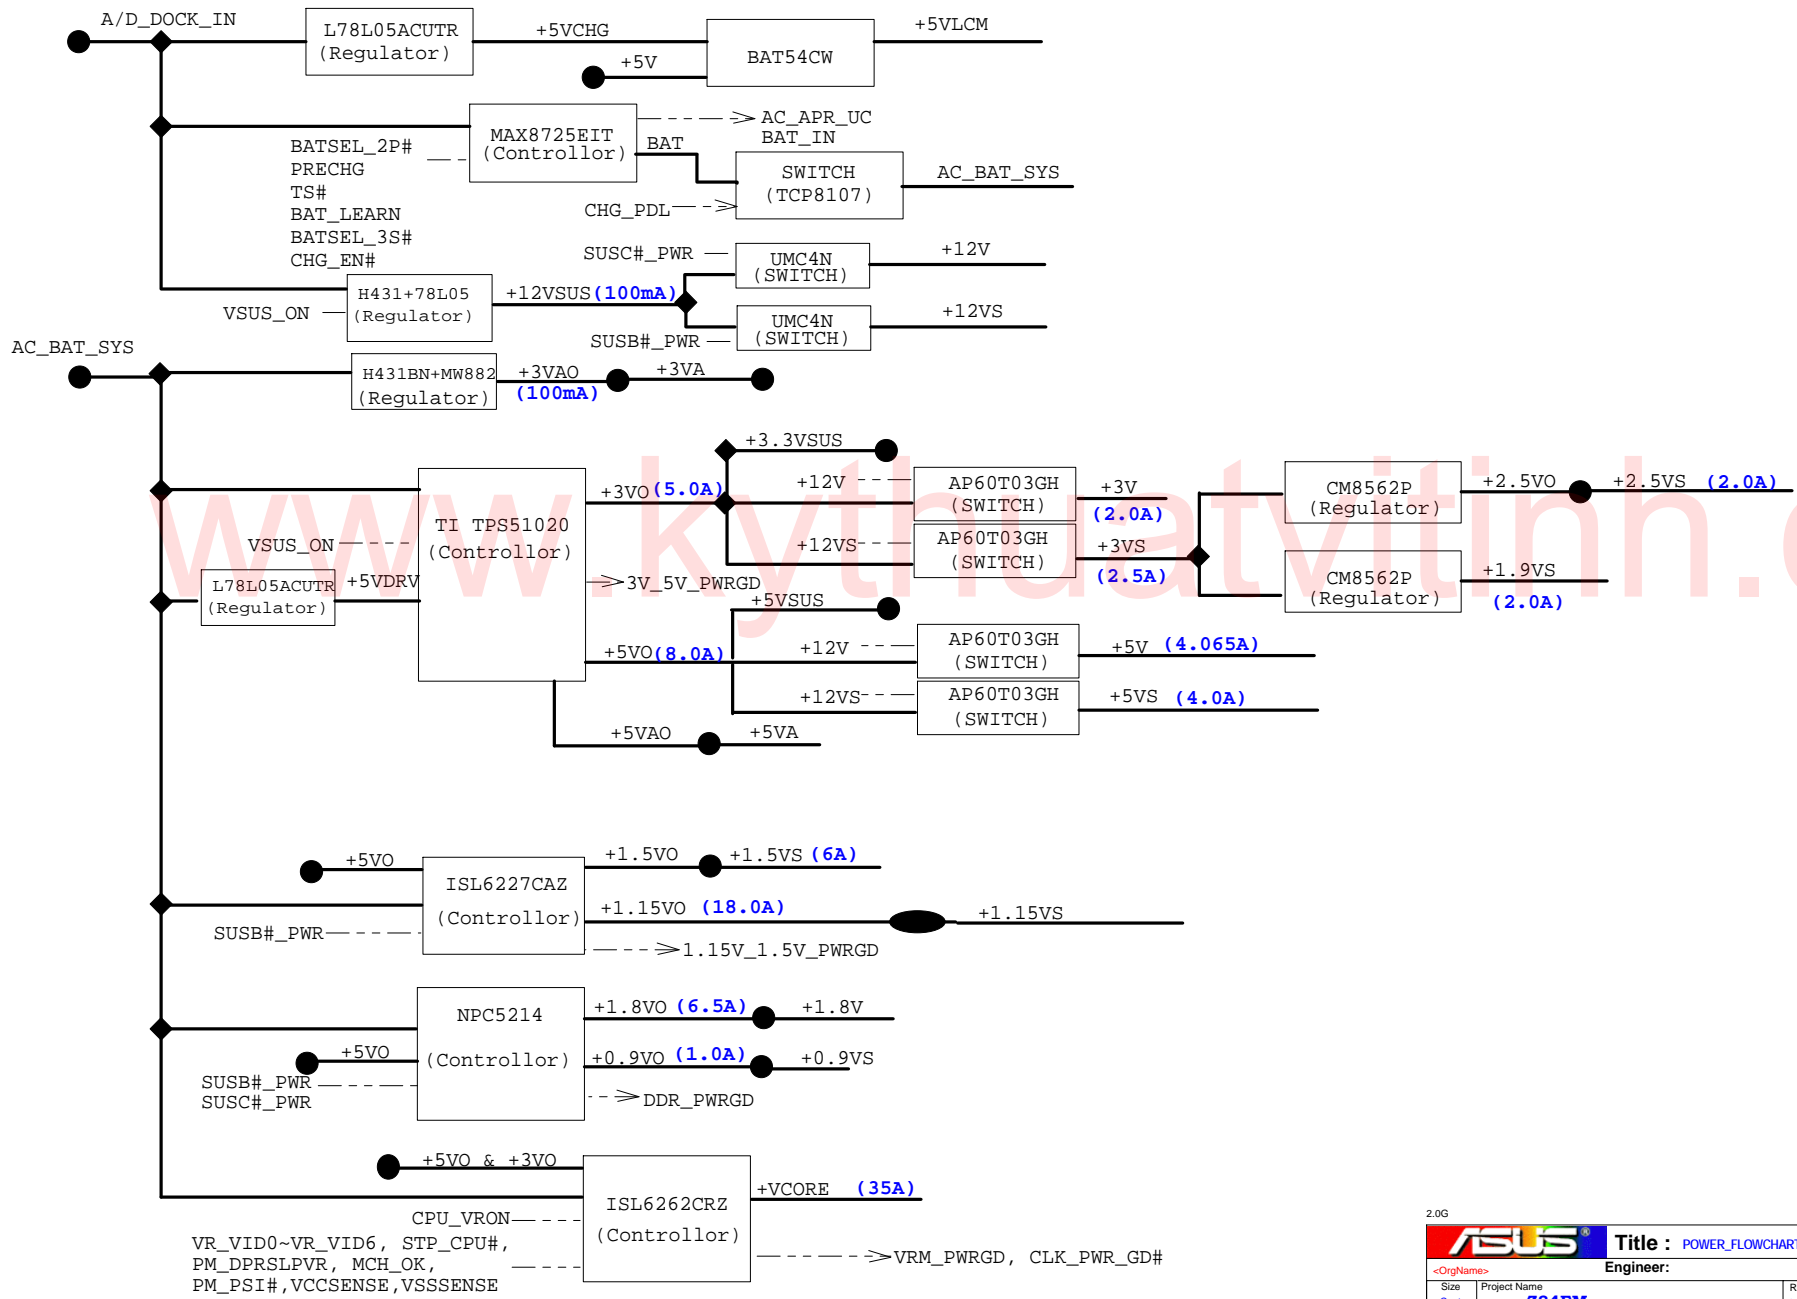 A/D_DOCK_IN
L78L05ACUTR
(Regulator)
+5VCHG
+5V
BAT54CW
+5VLCM
MAX8725EIT
(Controllor)
AC_APR_UC
BAT_IN
BAT
BATSEL_2P#
PRECHG
TS#
BAT_LEARN
BATSEL_3S#
CHG_EN#
SWITCH
(TCP8107)
AC_BAT_SYS
CHG_PDL
SUSC#_PWR
UMC4N
(SWITCH)
+12V
H431+78L05
(Regulator)
VSUS_ON
+12VSUS (100mA)
UMC4N
(SWITCH)
+12VS
SUSB#_PWR
AC_BAT_SYS
H431BN+MW882
(Regulator)
+3VAO
(100mA)
+3VA
+3.3VSUS
TI TPS51020
(Controllor)
+3VO (5.0A)
+12V
AP60T03GH
(SWITCH)
+3V
(2.0A)
CM8562P
(Regulator)
+2.5VO
+2.5VS (2.0A)
VSUS_ON
+12VS
AP60T03GH
(SWITCH)
+3VS
(2.5A)
CM8562P
(Regulator)
+1.9VS
(2.0A)
L78L05ACUTR
(Regulator)
+5VDRV
3V_5V_PWRGD
+5VSUS
+5VO (8.0A)
+12V
AP60T03GH
(SWITCH)
+5V (4.065A)
+12VS
AP60T03GH
(SWITCH)
+5VS (4.0A)
+5VAO
+5VA
www.kythuatvitinh.
+5VO
ISL6227CAZ
(Controllor)
+1.5VO
+1.5VS (6A)
+1.15VO (18.0A)
+1.15VS
SUSB#_PWR
1.15V_1.5V_PWRGD
NPC5214
(Controllor)
+1.8VO (6.5A)
+1.8V
+5VO
+0.9VO (1.0A)
+0.9VS
SUSB#_PWR
SUSC#_PWR
DDR_PWRGD
+5VO & +3VO
ISL6262CRZ
(Controllor)
+VCORE (35A)
CPU_VRON
VR_VID0~VR_VID6, STP_CPU#,
PM_DPRSLPVR, MCH_OK,
PM_PSI#,VCCSENSE,VSSSENSE
VRM_PWRGD, CLK_PWR_GD#
2.0G
ASUS®
Title : POWER_FLOWCHART
<OrgName>
Engineer:
Size
Project Name
R